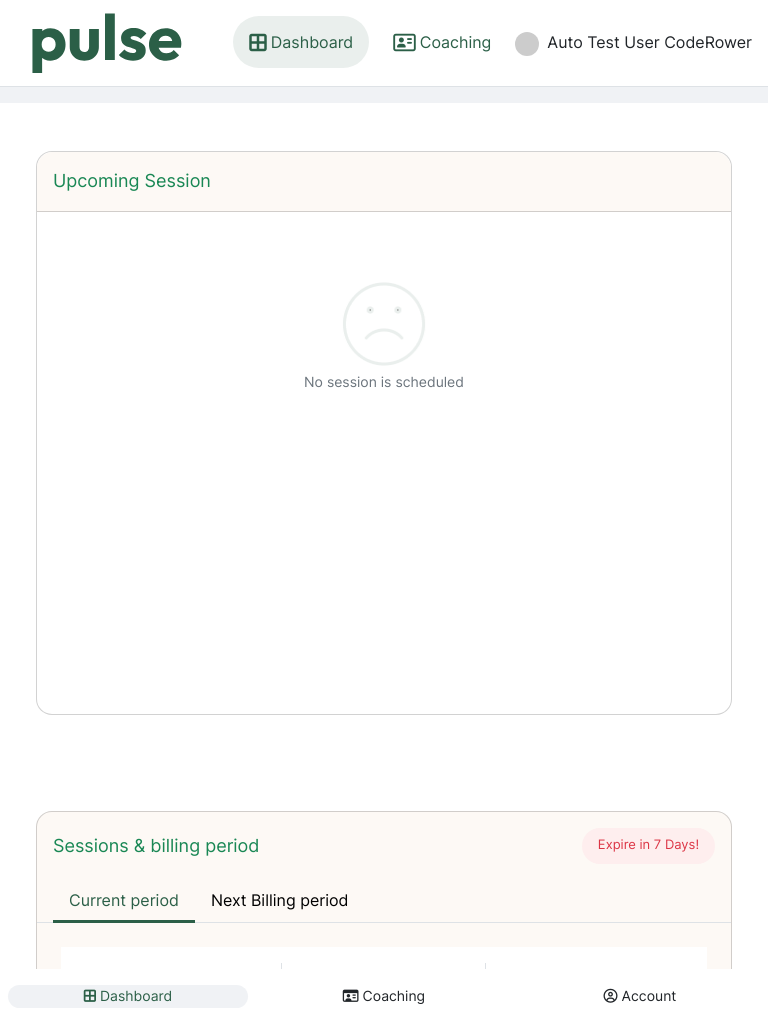 pulse
Dashboard
Coaching
Auto Test User CodeRower
Upcoming Session
No session is scheduled
Sessions & billing period
Expire in 7 Days!
Current period
Next Billing period
Dashboard
Coaching
Account